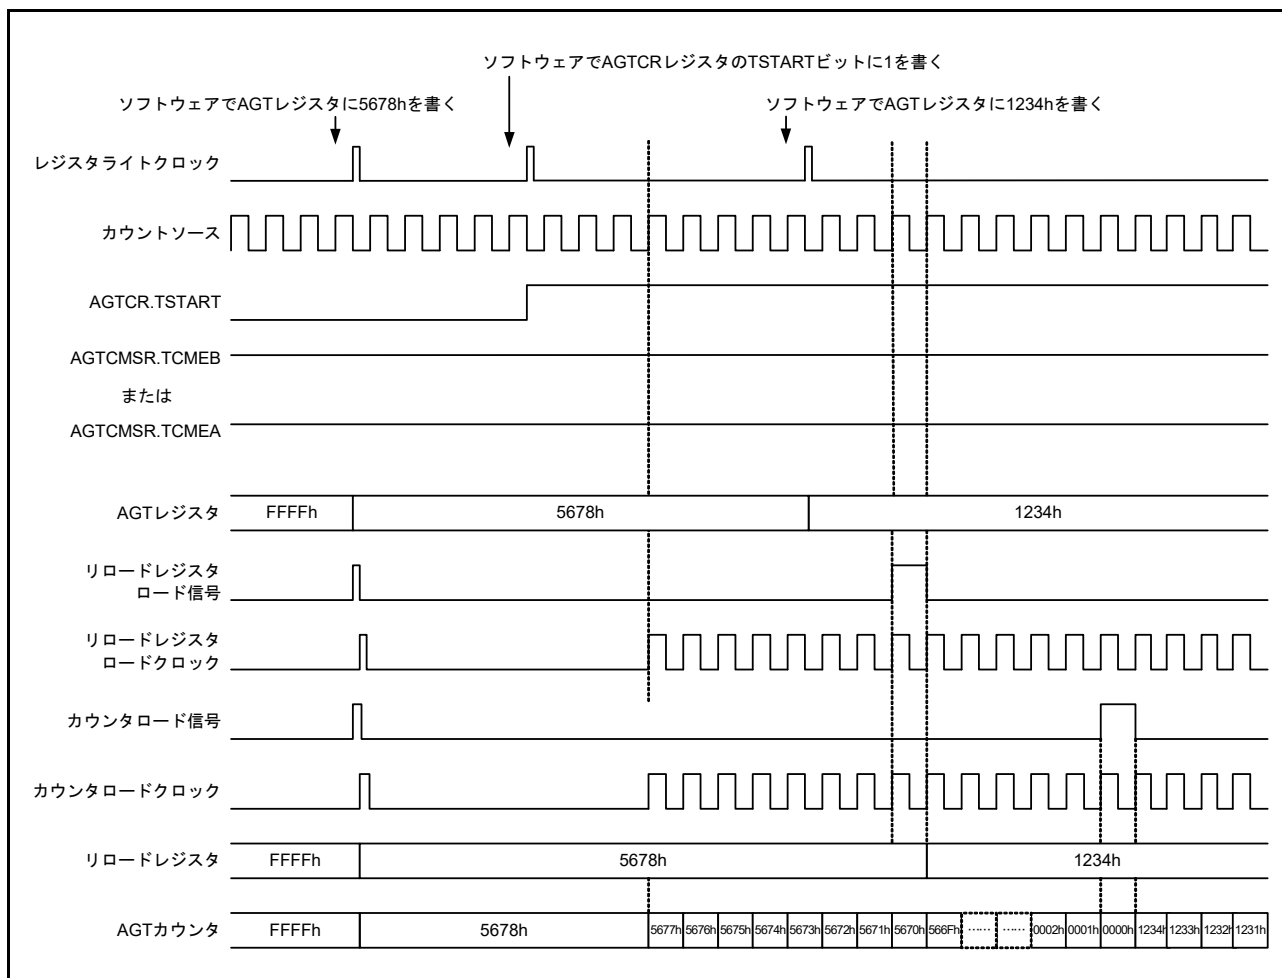 ソフトウェアでAGTCRレジスタのTSTARTビットに1を書く
ソフトウェアでAGTレジスタに5678hを書く
ソフトウェアでAGTレジスタに1234hを書く
レジスタライトクロック
カウントソース
AGTCR.TSTART
AGTCMSR.TCMEB
または
AGTCMSR.TCMEA
AGTレジスタ FFFFh 5678h 1234h
リロードレジスタ
ロード信号
リロードレジスタ
ロードクロック
カウンタロード信号
カウンタロードクロック
リロードレジスタ FFFFh 5678h 1234h
AGTカウンタ FFFFh 5678h 5677h 5676h 5675h 5674h 5673h 5672h 5671h 5670h 566Fh …… …… 0002h 0001h 0000h 1234h 1233h 1232h 1231h